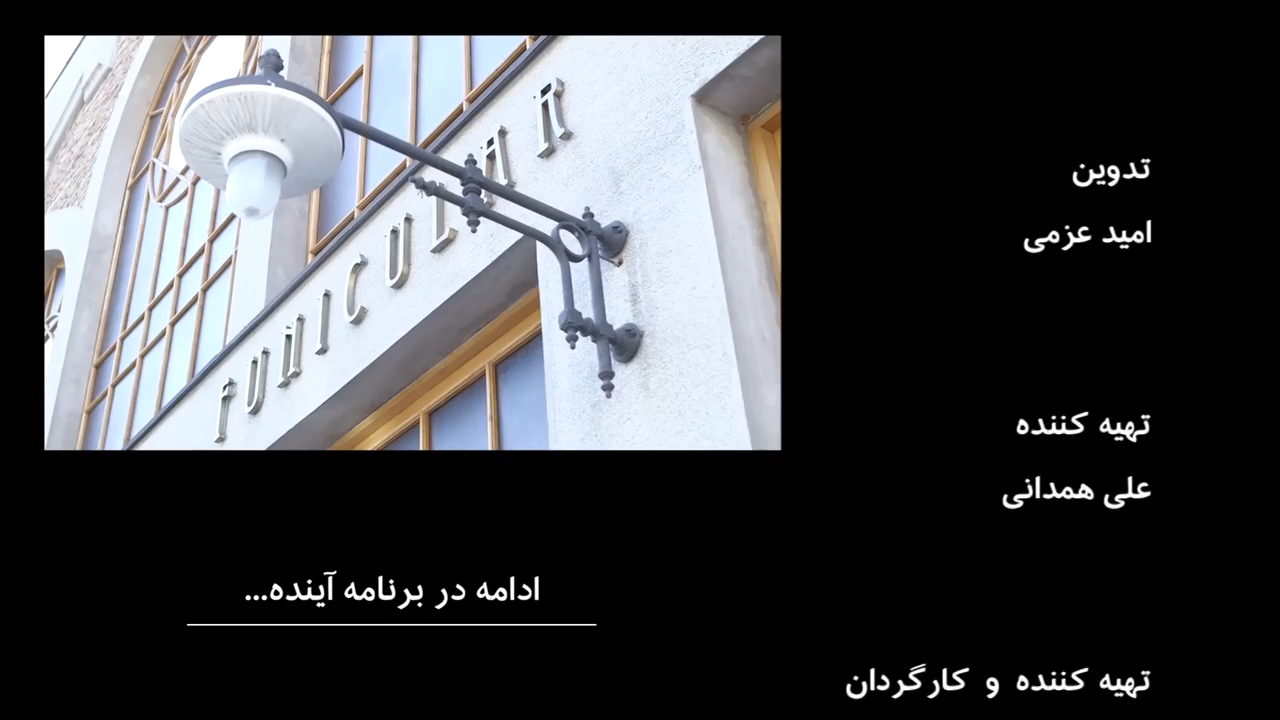 FUNICULAR
تدوین
امید عزمی
تهیه کننده
علی همدانی
ادامه در برنامه آینده...
تهیه کننده و کارگردان